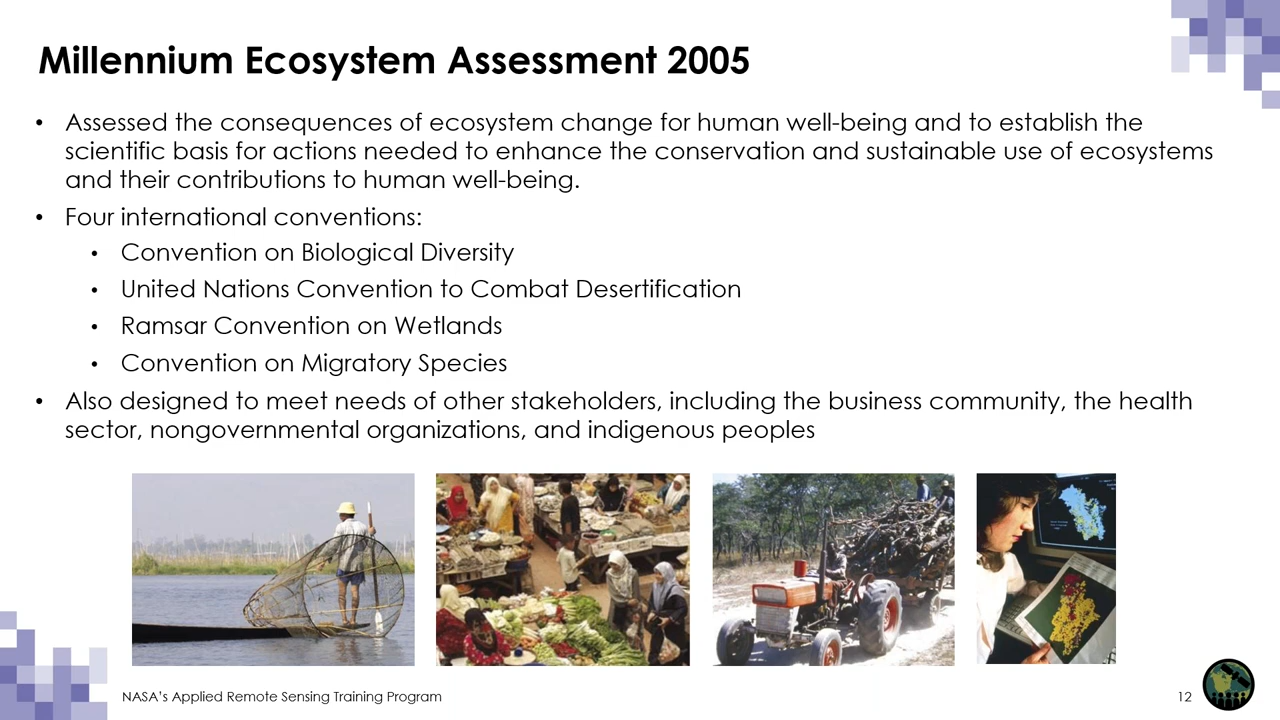 Millennium Ecosystem Assessment 2005
• Assessed the consequences of ecosystem change for human well-being and to establish the
scientific basis for actions needed to enhance the conservation and sustainable use of ecosystems
and their contributions to human well-being.
• Four international conventions:
• Convention on Biological Diversity
• United Nations Convention to Combat Desertification
• Ramsar Convention on Wetlands
• Convention on Migratory Species
• Also designed to meet needs of other stakeholders, including the business community, the health
sector, nongovernmental organizations, and indigenous peoples
NASA's Applied Remote Sensing Training Program
12